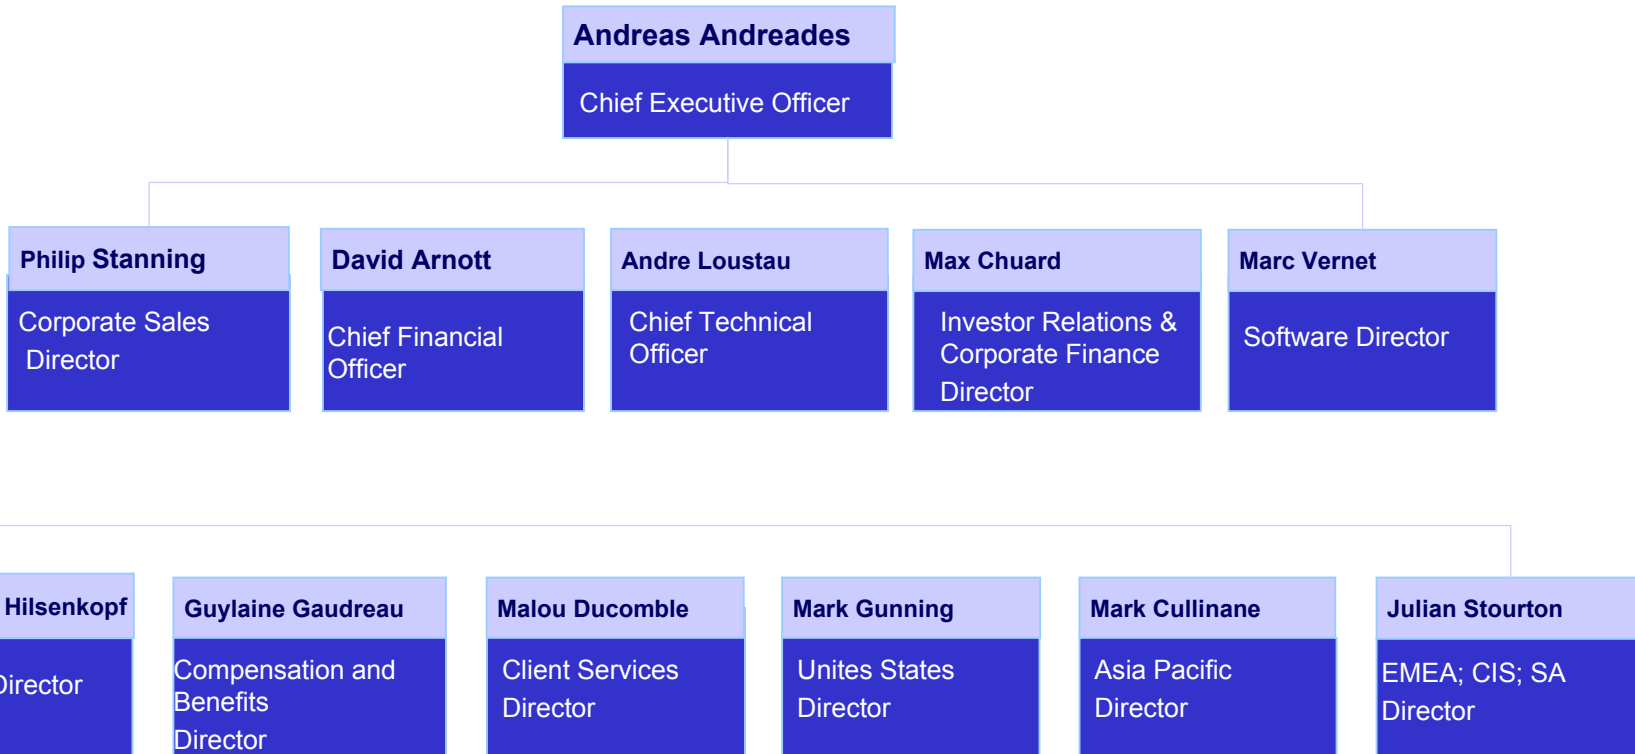 Andreas Andreades
Chief Executive Officer
Philip Stanning
Corporate Sales
Director
David Arnott
Chief Financial
Officer
Andre Loustau
Chief Technical
Officer
Max Chuard
Investor Relations &
Corporate Finance
Director
Marc Vernet
Software Director
Hilsenkopf
Director
Guylaine Gaudreau
Compensation and
Benefits
Director
Malou Ducomble
Client Services
Director
Mark Gunning
Unites States
Director
Mark Cullinane
Asia Pacific
Director
Julian Stourton
EMEA; CIS; SA
Director